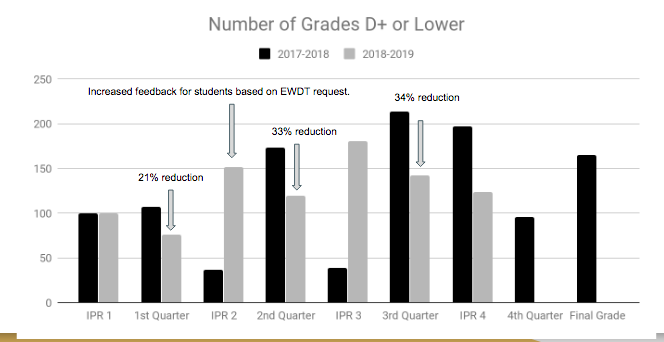 Number of Grades D+ or Lower
2017-2018 2018-2019
250
Increased feedback for students based on EWDT request.
34% reduction
200
33% reduction
150
21% reduction
100
50
0
IPR 1 1st Quarter IPR 2 2nd Quarter IPR 3 3rd Quarter IPR 4 4th Quarter Final Grade